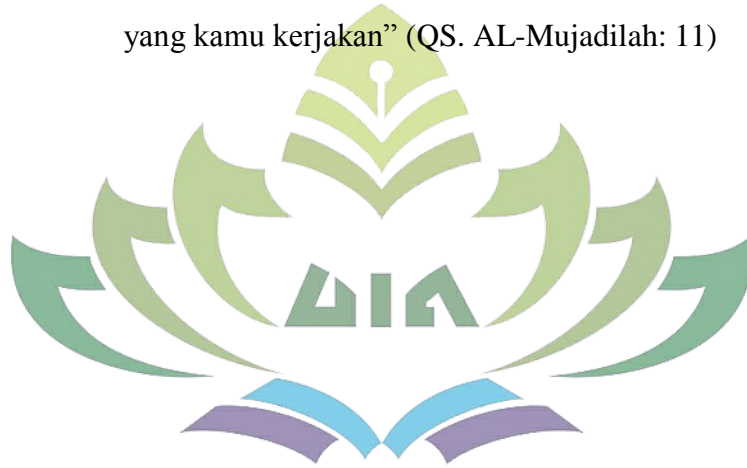 yang kamu kerjakan” (QS. AL-Mujadilah: 11)
UIN